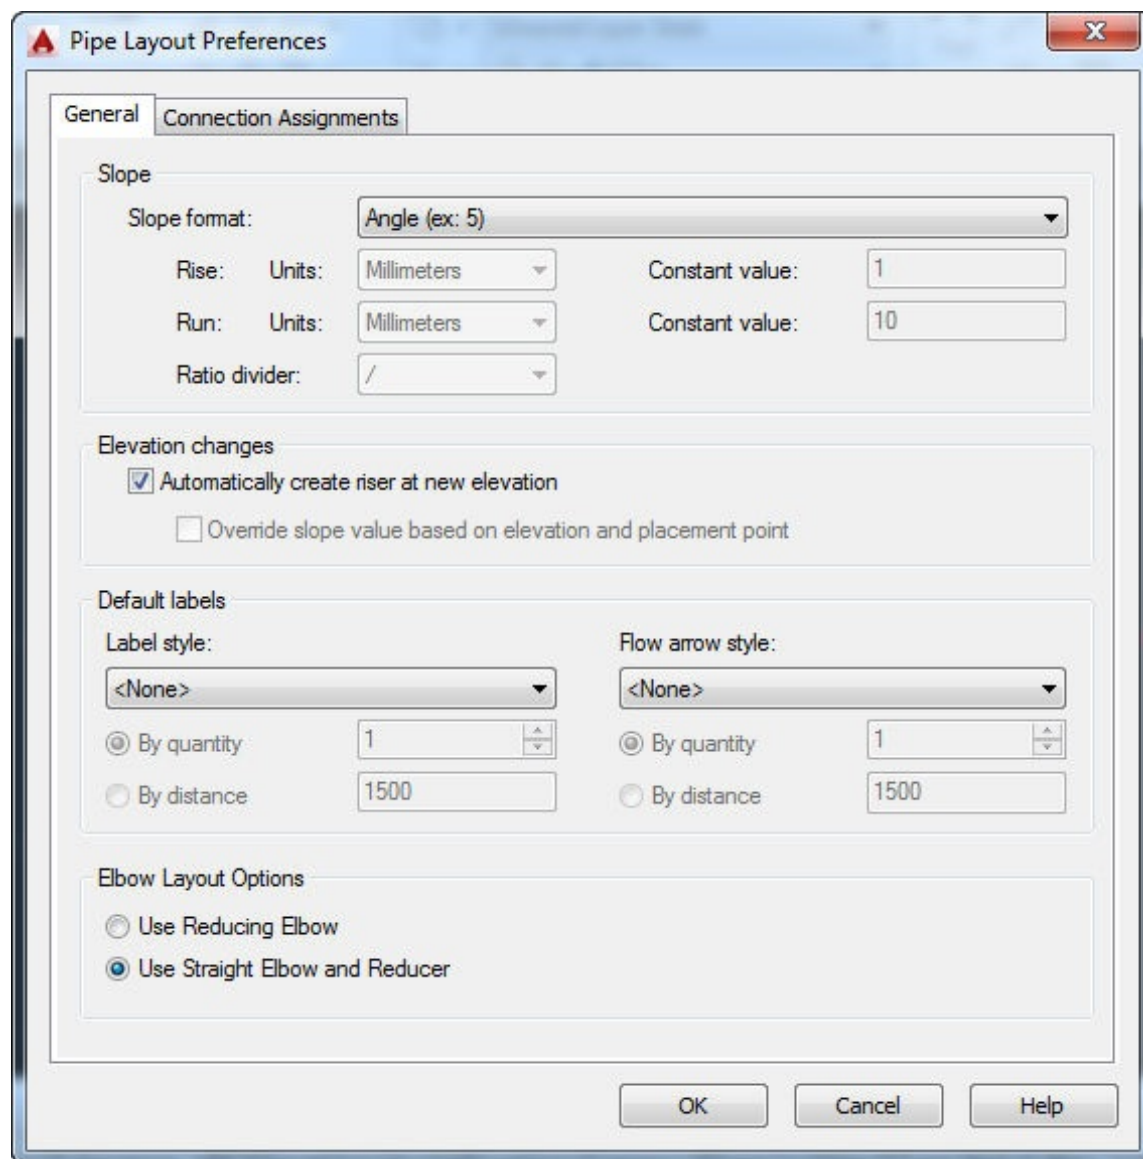 Pipe Layout Preferences
General Connection Assignments
Slope
Slope format: Angle (ex: 5)
Rise: Units: Millimeters Constant value: 1
Run: Units: Millimeters Constant value: 10
Ratio divider: /
Elevation changes
Automatically create riser at new elevation
Override slope value based on elevation and placement point
Default labels
Label style: Flow arrow style:
<None> <None>
By quantity 1 By quantity 1
By distance 1500 By distance 1500
Elbow Layout Options
Use Reducing Elbow
Use Straight Elbow and Reducer
OK Cancel Help